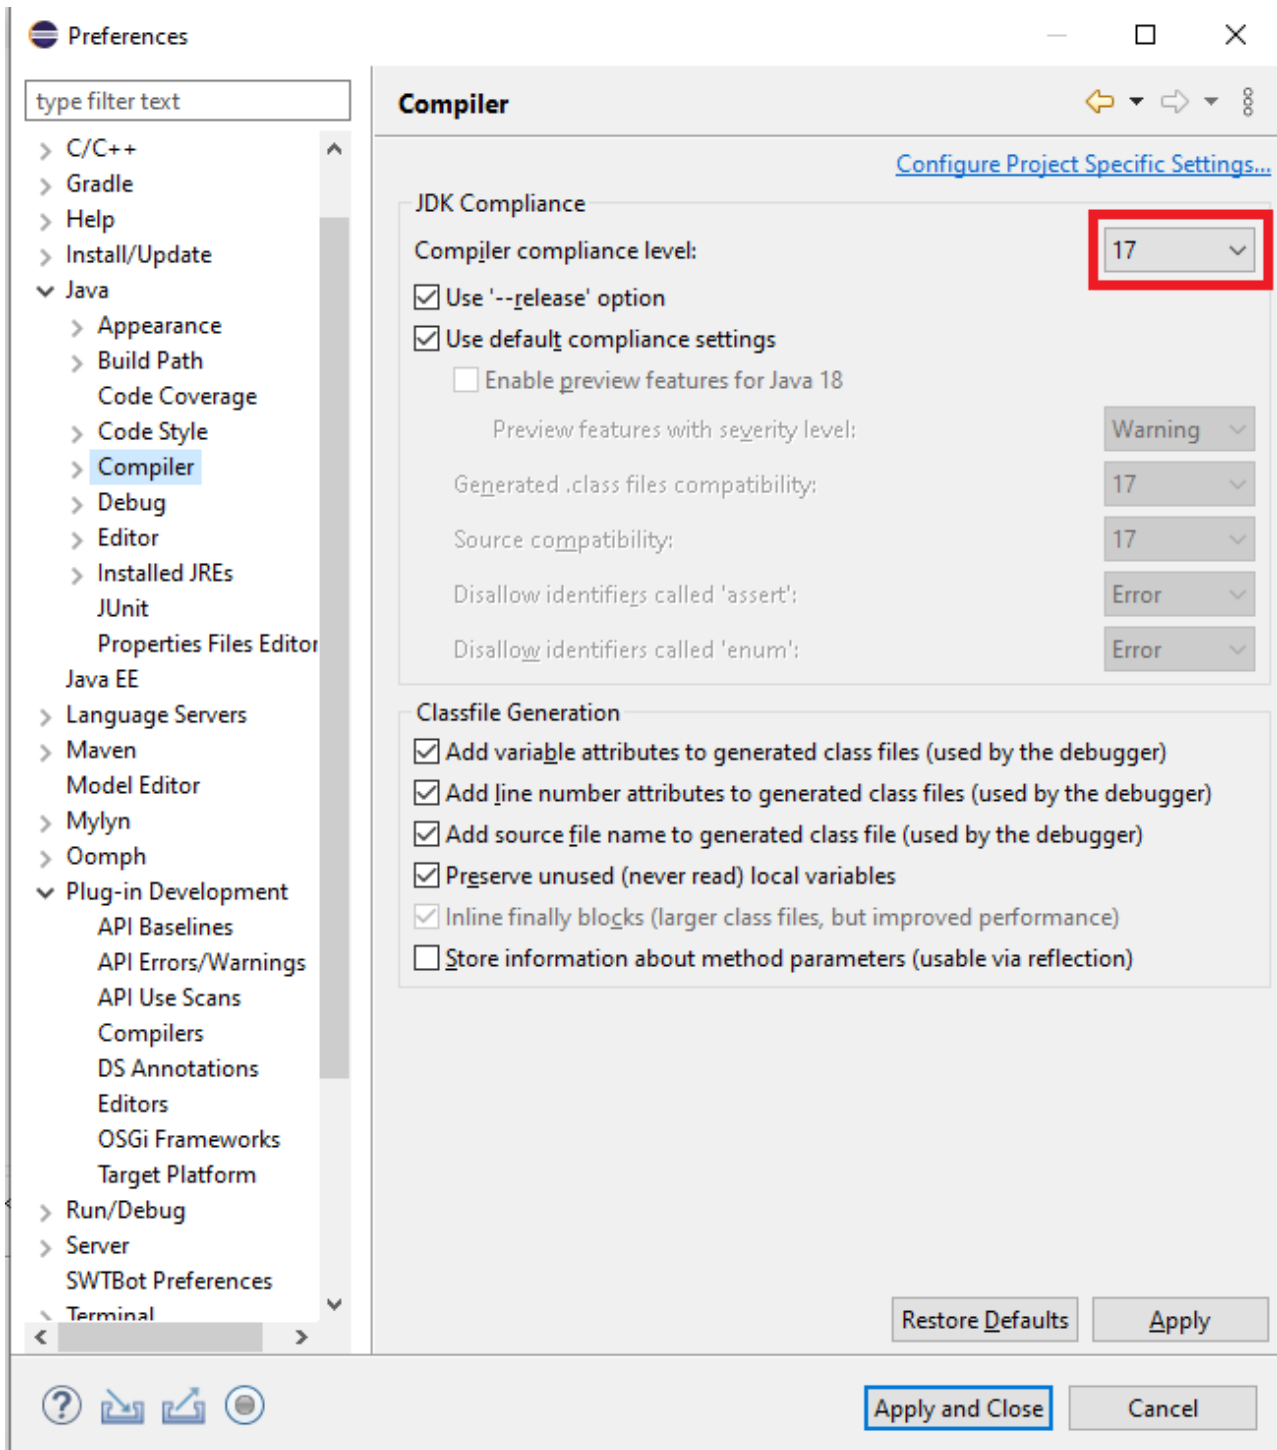 Preferences
type filter text
C/C++
Gradle
Help
Install/Update
Java
Appearance
Build Path
Code Coverage
Code Style
Compiler
Debug
Editor
Installed JREs
JUnit
Properties Files Editor
Java EE
Language Servers
Maven
Model Editor
Mylyn
Oomph
Plug-in Development
API Baselines
API Errors/Warnings
API Use Scans
Compilers
DS Annotations
Editors
OSGi Frameworks
Target Platform
Run/Debug
Server
SWTBot Preferences
Terminal
Compiler
Configure Project Specific Settings...
JDK Compliance
Compiler compliance level: 17
Use '--release' option
Use default compliance settings
Enable preview features for Java 18
Preview features with severity level: Warning
Generated .class files compatibility: 17
Source compatibility: 17
Disallow identifiers called 'assert': Error
Disallow identifiers called 'enum': Error
Classfile Generation
Add variable attributes to generated class files (used by the debugger)
Add line number attributes to generated class files (used by the debugger)
Add source file name to generated class file (used by the debugger)
Preserve unused (never read) local variables
Inline finally blocks (larger class files, but improved performance)
Store information about method parameters (usable via reflection)
Restore Defaults Apply
Apply and Close Cancel